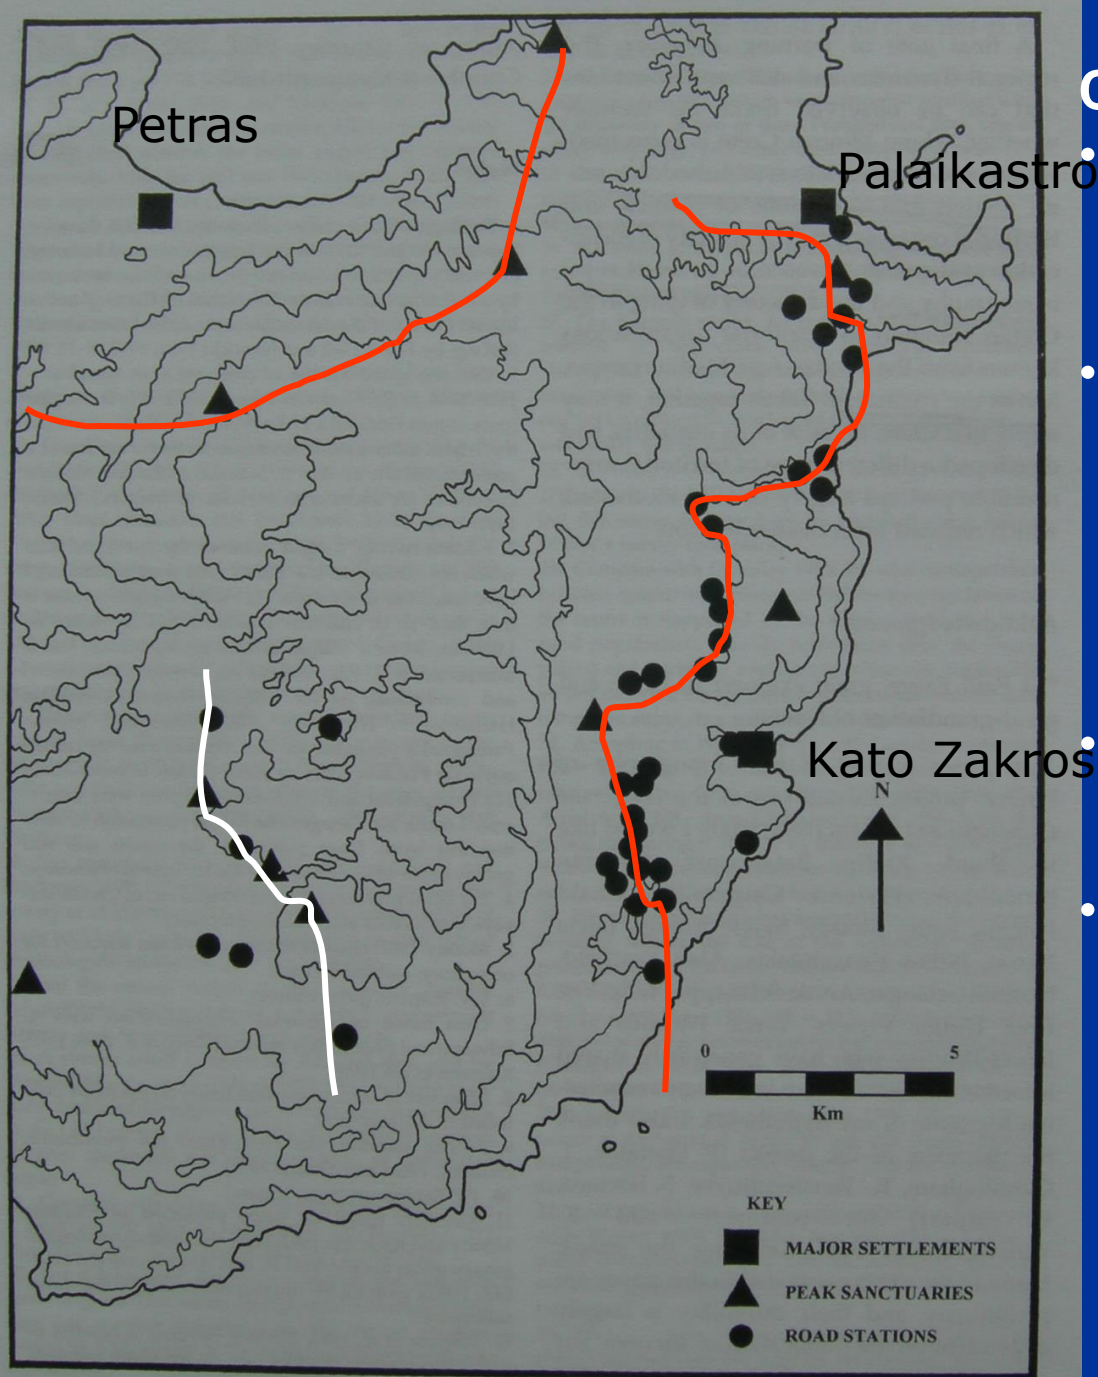 Petras
Palaikastro
Kato Zakros
N
0 5
Km
KEY
MAJOR SETTLEMENTS
PEAK SANCTUARIES
ROAD STATIONS